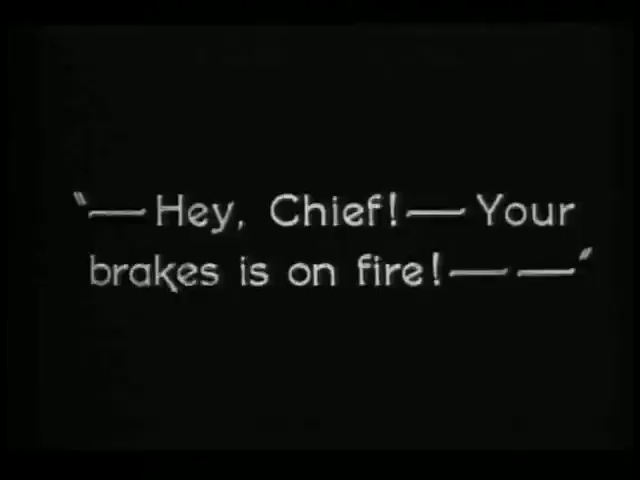 "—Hey, Chief!—Your
brakes is on fire!— —"